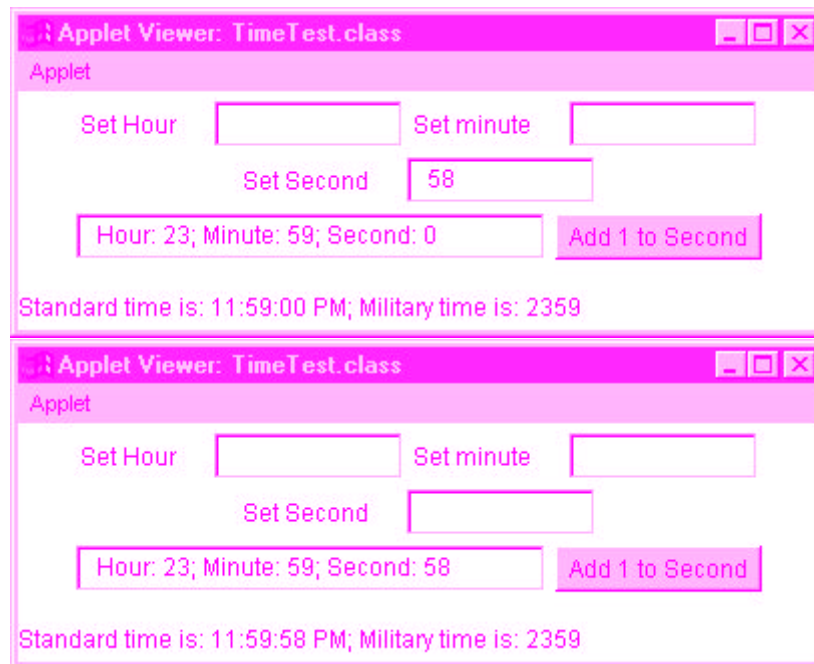 Applet Viewer: TimeTest.class
Applet
Set Hour Set minute
Set Second 58
Hour: 23; Minute: 59; Second: 0 Add 1 to Second
Standard time is: 11:59:00 PM; Military time is: 2359
Applet Viewer: TimeTest.class
Applet
Set Hour Set minute
Set Second
Hour: 23; Minute: 59; Second: 58 Add 1 to Second
Standard time is: 11:59:58 PM; Military time is: 2359